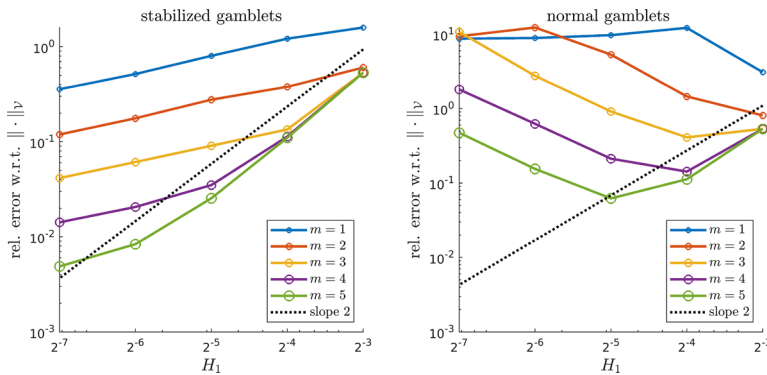 stabilized gamblets
10^0
10^-1
10^-2
10^-3
rel. error w.r.t. ∥ · ∥𝒱
m = 1
m = 2
m = 3
m = 4
m = 5
slope 2
2^-7
2^-6
2^-5
2^-4
2^-3
H_1
normal gamblets
10^1
10^0
10^-1
10^-2
10^-3
rel. error w.r.t. ∥ · ∥𝒱
m = 1
m = 2
m = 3
m = 4
m = 5
slope 2
2^-7
2^-6
2^-5
2^-4
2^-3
H_1